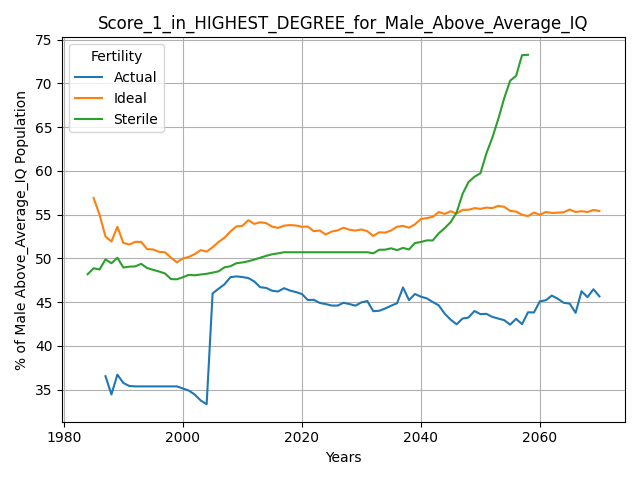 Score_1_in_HIGHEST_DEGREE_for_Male_Above_Average_IQ
% of Male Above_Average_IQ Population
75
70
65
60
55
50
45
40
35
Fertility
Actual
Ideal
Sterile
1980 2000 2020 2040 2060
Years